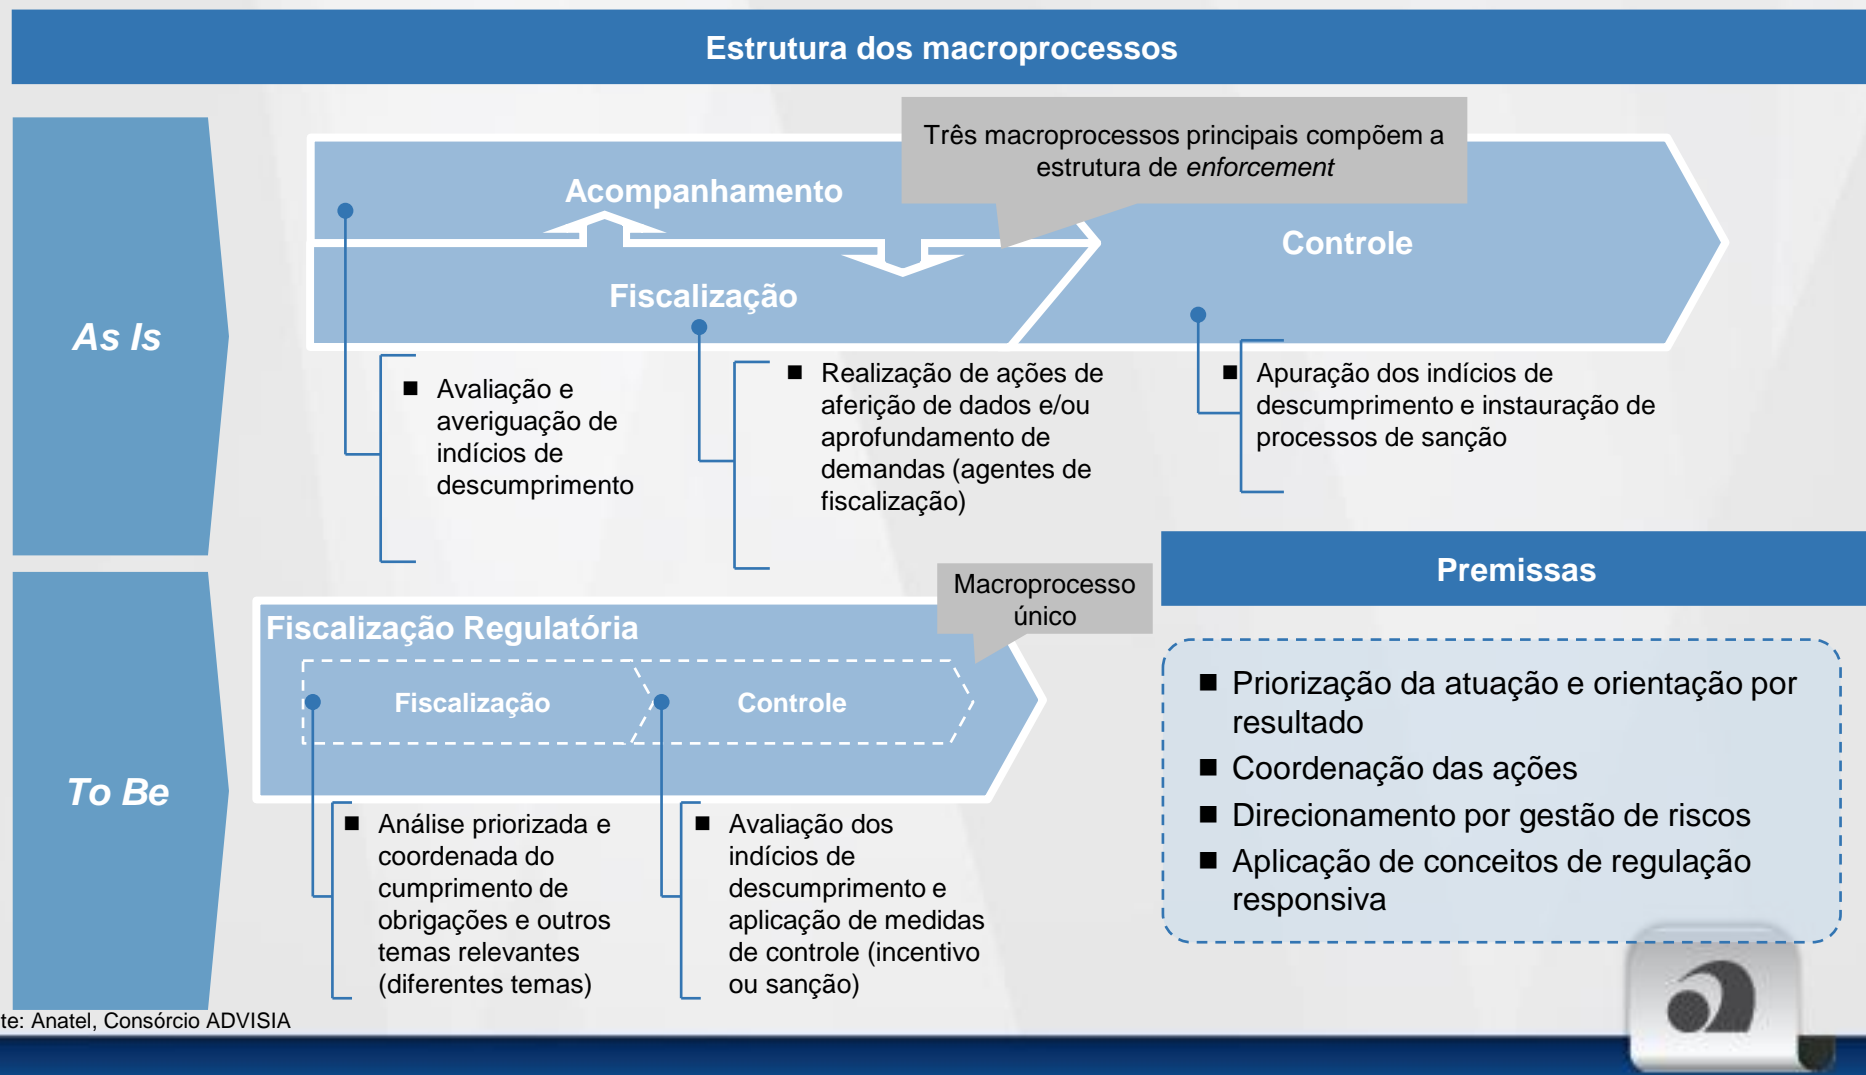 Estrutura dos macroprocessos
As Is
Três macroprocessos principais compõem a
estrutura de enforcement
Acompanhamento
Fiscalização
Controle
■ Avaliação e
averiguação de
indícios de
descumprimento
■ Realização de ações de
aferição de dados e/ou
aprofundamento de
demandas (agentes de
fiscalização)
■ Apuração dos indícios de
descumprimento e instauração de
processos de sanção
To Be
Macroprocesso
único
Fiscalização Regulatória
Fiscalização
Controle
■ Análise priorizada e
coordenada do
cumprimento de
obrigações e outros
temas relevantes
(diferentes temas)
■ Avaliação dos
indícios de
descumprimento e
aplicação de medidas
de controle (incentivo
ou sanção)
Premissas
■ Priorização da atuação e orientação por
resultado
■ Coordenação das ações
■ Direcionamento por gestão de riscos
■ Aplicação de conceitos de regulação
responsiva
te: Anatel, Consórcio ADVISIA